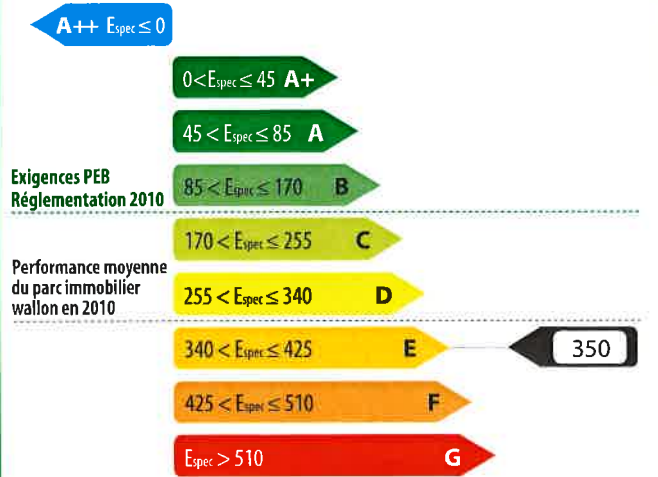 A++ Espec ≤ 0
0 < Espec ≤ 45 A+
45 < Espec ≤ 85 A
Exigences PEB
Réglementation 2010
85 < Espec ≤ 170 B
170 < Espec ≤ 255 C
Performance moyenne
du parc immobilier
wallon en 2010
255 < Espec ≤ 340 D
340 < Espec ≤ 425 E
350
425 < Espec ≤ 510 F
Espec > 510 G